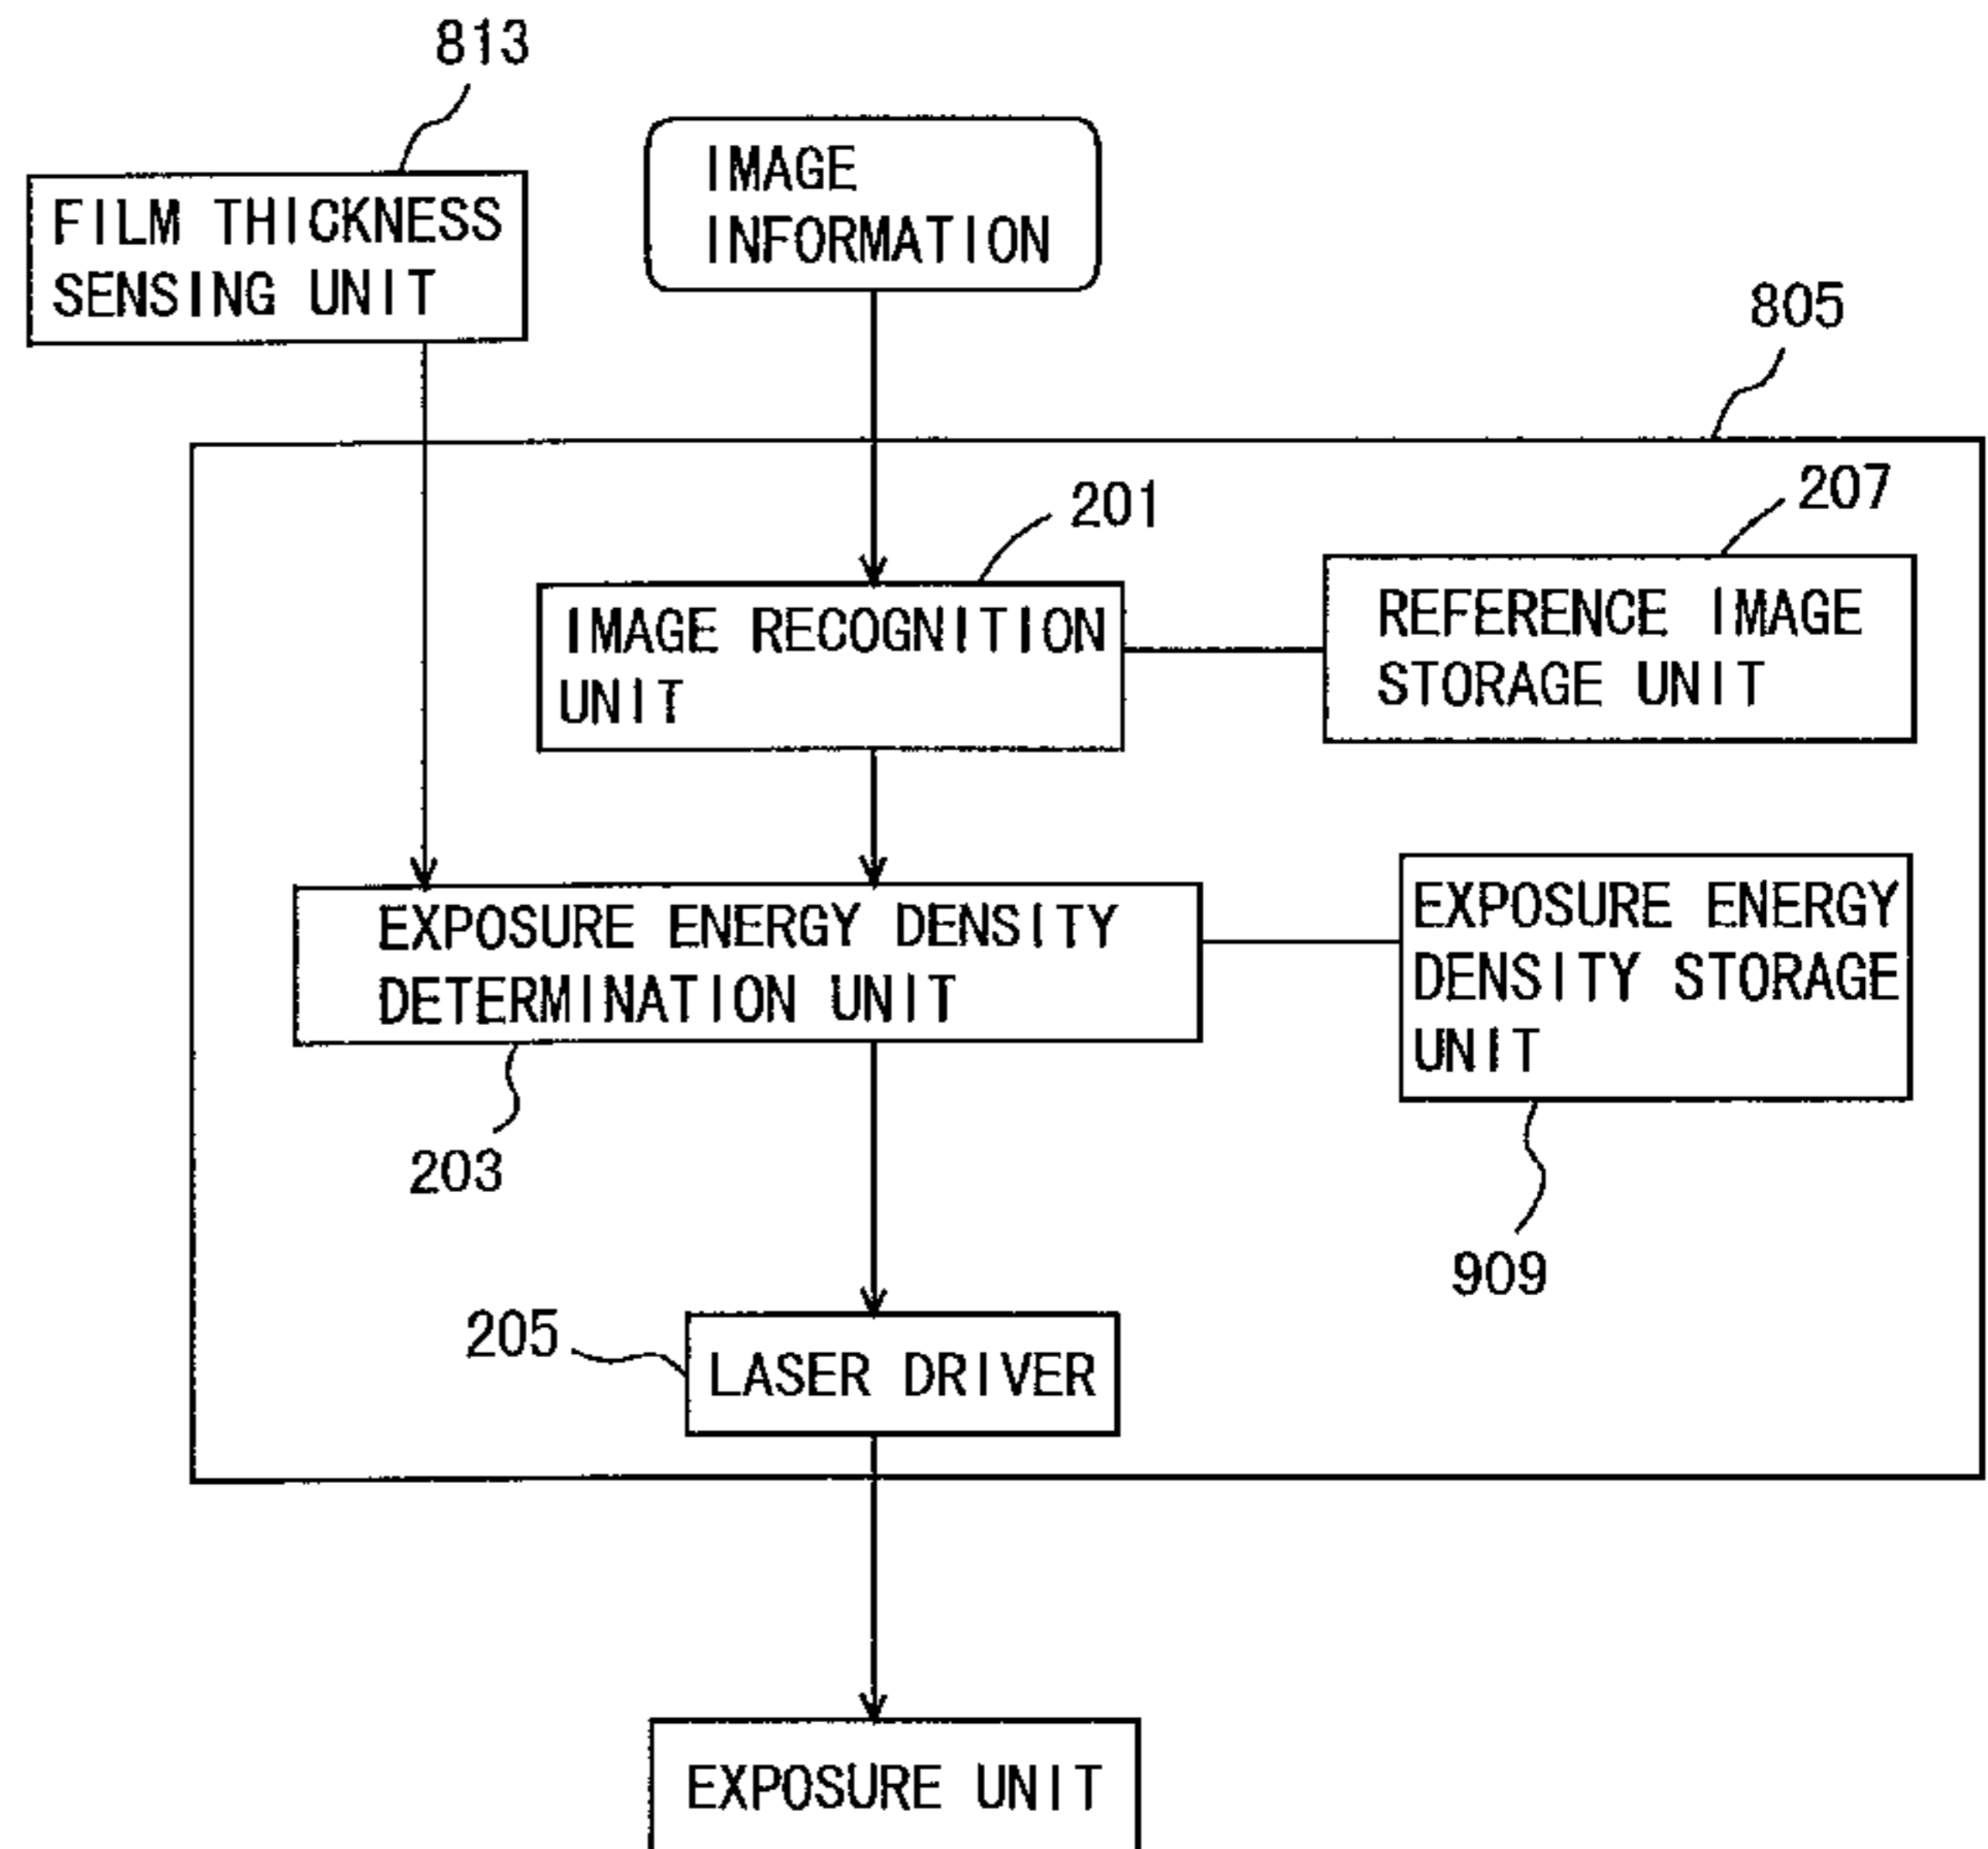 813
IMAGE
INFORMATION
FILM THICKNESS
SENSING UNIT
805
201
207
IMAGE RECOGNITION
UNIT
REFERENCE IMAGE
STORAGE UNIT
EXPOSURE ENERGY DENSITY
DETERMINATION UNIT
EXPOSURE ENERGY
DENSITY STORAGE
UNIT
203
909
205
LASER DRIVER
EXPOSURE UNIT